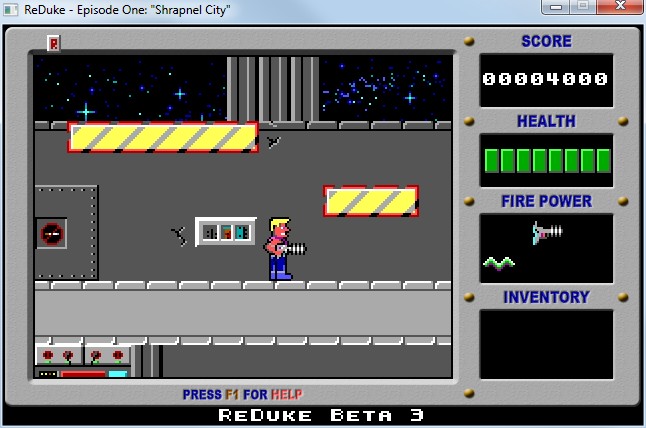 ReDuke - Episode One: "Shrapnel City"
R
SCORE
00004000
HEALTH
FIRE POWER
INVENTORY
PRESS F1 FOR HELP
REDUKE BETA 3